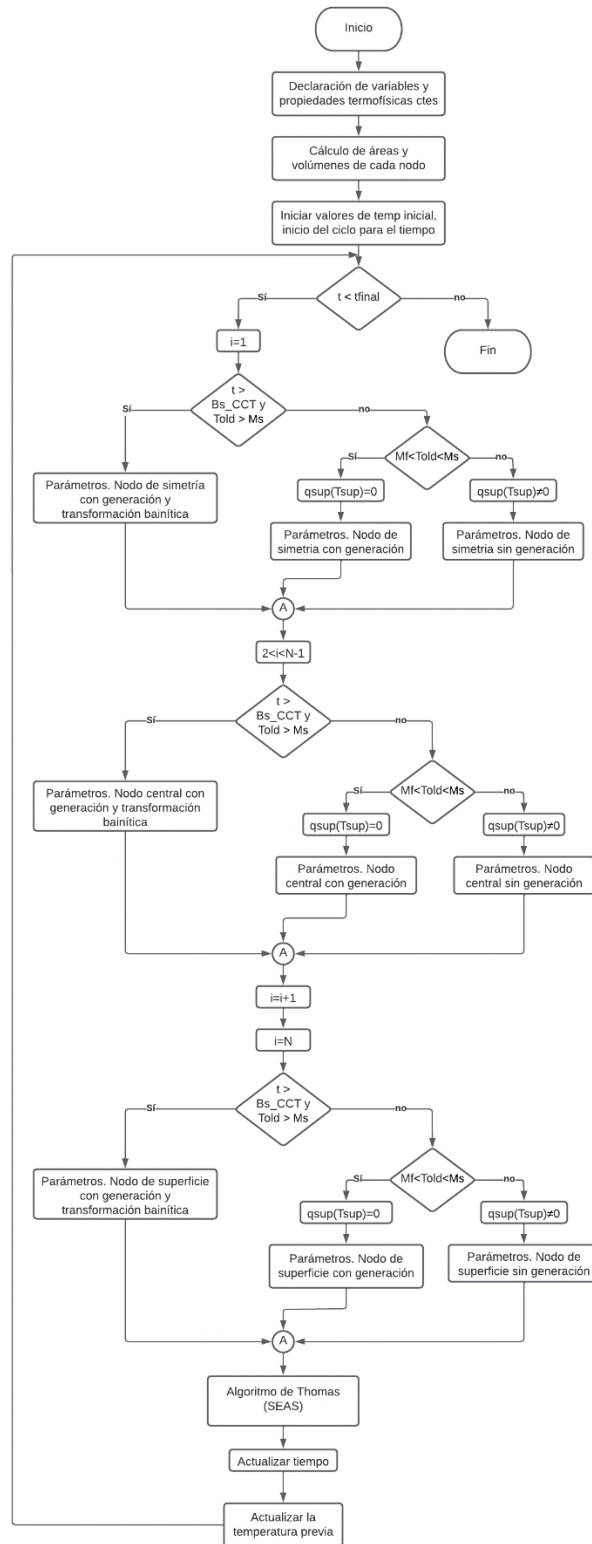 Inicio
Declaración de variables y
propiedades termofísicas ctes
Cálculo de áreas y
volúmenes de cada nodo
Iniciar valores de temp inicial,
inicio del ciclo para el tiempo
t < tfinal
Sí
no
i=1
Fin
t >
Bs_CCT y
Told > Ms
Sí
no
Mf<Told<Ms
Sí
no
Parámetros. Nodo de simetría
con generación y
transformación bainítica
qsup(Tsup)=0
qsup(Tsup)≠0
Parámetros. Nodo de
simetria con generación
Parámetros. Nodo de
simetria sin generación
A
2<i<N-1
t >
Bs_CCT y
Told > Ms
Sí
no
Mf<Told<Ms
Sí
no
Parámetros. Nodo central con
generación y transformación
bainítica
qsup(Tsup)=0
qsup(Tsup)≠0
Parámetros. Nodo
central con generación
Parámetros. Nodo
central sin generación
A
i=i+1
i=N
t >
Bs_CCT y
Told > Ms
Sí
no
Mf<Told<Ms
Sí
no
Parámetros. Nodo de superficie
con generación y
transformación bainítica
qsup(Tsup)=0
qsup(Tsup)≠0
Parámetros. Nodo de
superficie con generación
Parámetros. Nodo de
superficie sin generación
A
Algoritmo de Thomas
(SEAS)
Actualizar tiempo
Actualizar la
temperatura previa